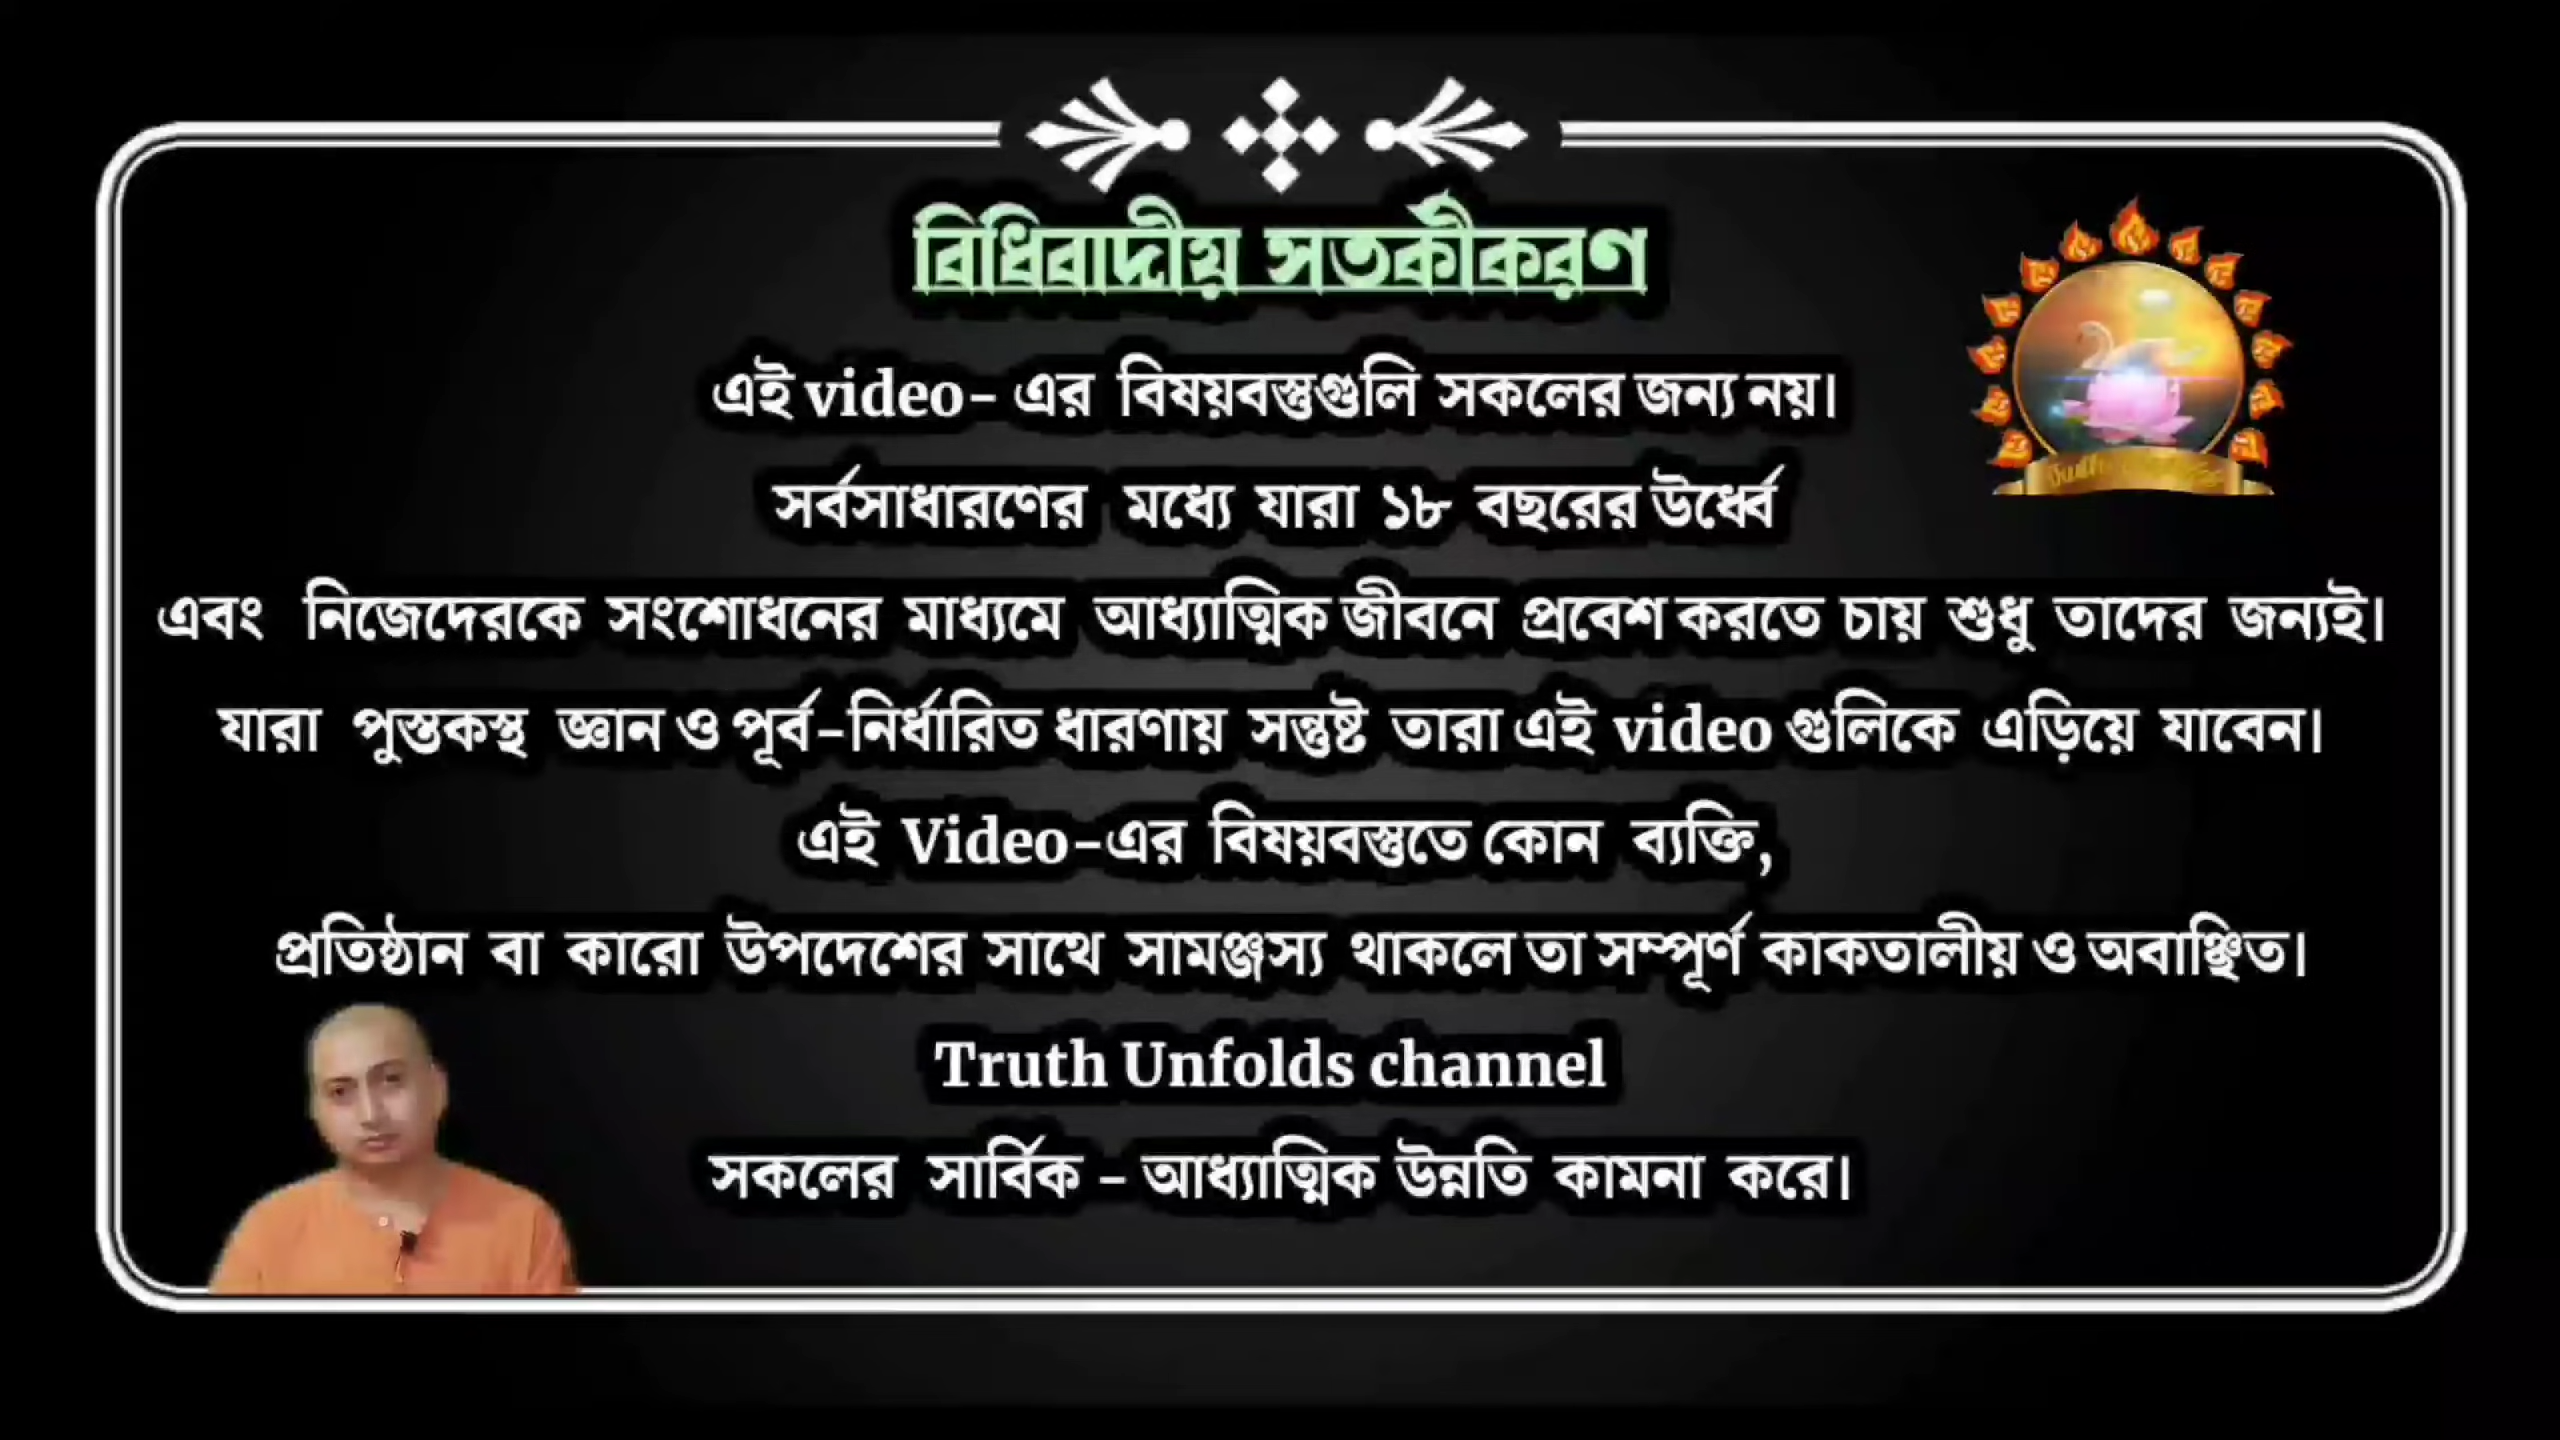 বিধিবাদীয় সতর্কীকরণ
এই video- এর বিষয়বস্তুগুলি সকলের জন্য নয়।
সর্বসাধারণের মধ্যে যারা ১৮ বছরের উর্ধ্বে
এবং নিজেদেরকে সংশোধনের মাধ্যমে আধ্যাত্মিক জীবনে প্রবেশ করতে চায় শুধু তাদের জন্যই।
যারা পুস্তকস্থ জ্ঞান ও পূর্ব-নির্ধারিত ধারণায় সন্তুষ্ট তারা এই video গুলিকে এড়িয়ে যাবেন।
এই Video-এর বিষয়বস্তুতে কোন ব্যক্তি,
প্রতিষ্ঠান বা কারো উপদেশের সাথে সামঞ্জস্য থাকলে তা সম্পূর্ণ কাকতালীয় ও অবাঞ্ছিত।
Truth Unfolds channel
সকলের সার্বিক - আধ্যাত্মিক উন্নতি কামনা করে।